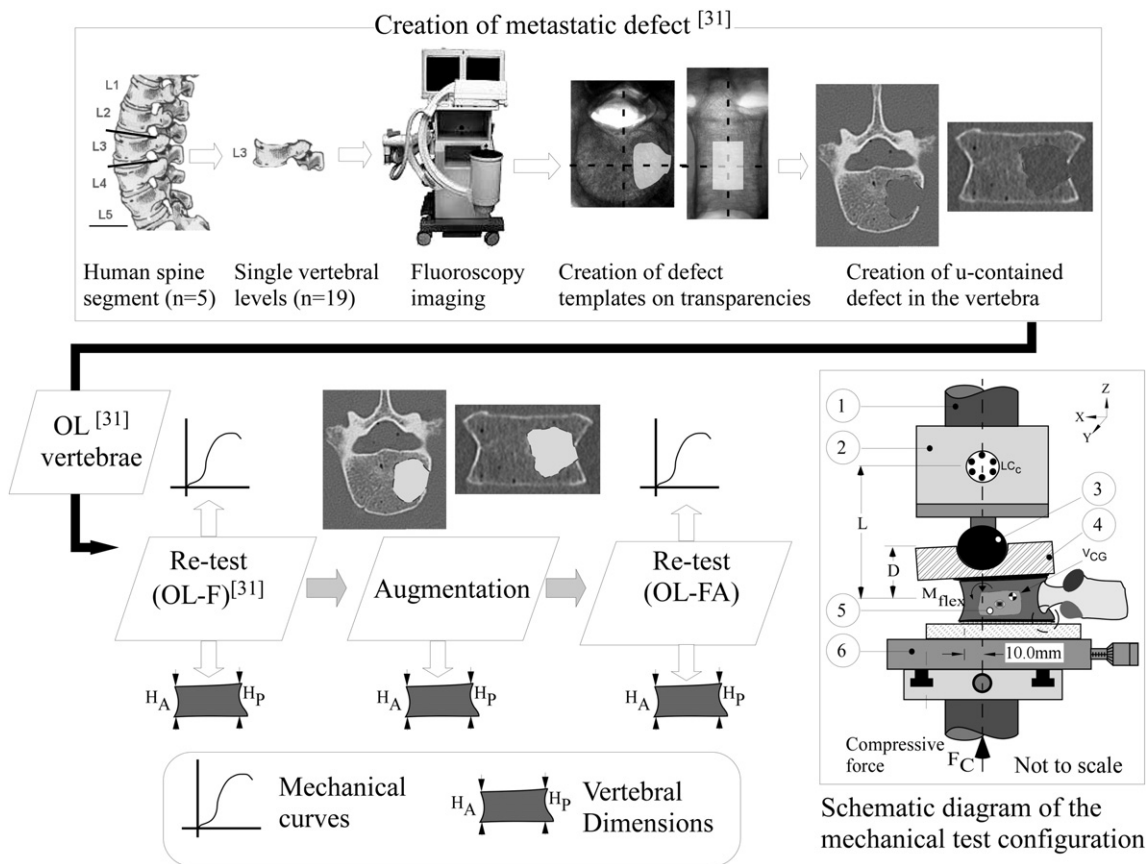 Creation of metastatic defect [31]
L1
L2
L3
L4
L5
L3
Human spine
segment (n=5)
Single vertebral
levels (n=19)
Fluoroscopy
imaging
Creation of defect
templates on transparencies
Creation of u-contained
defect in the vertebra
OL [31]
vertebrae
Re-test
(OL-F)[31]
Augmentation
Re-test
(OL-FA)
HA HP
HA HP
HA HP
Mechanical
curves
HA HP
Vertebral
Dimensions
1
2
3
4
5
6
Z
X
Y
LCc
L
D
VCG
Mflex
10.0mm
Compressive
force
FC
Not to scale
Schematic diagram of the
mechanical test configuration